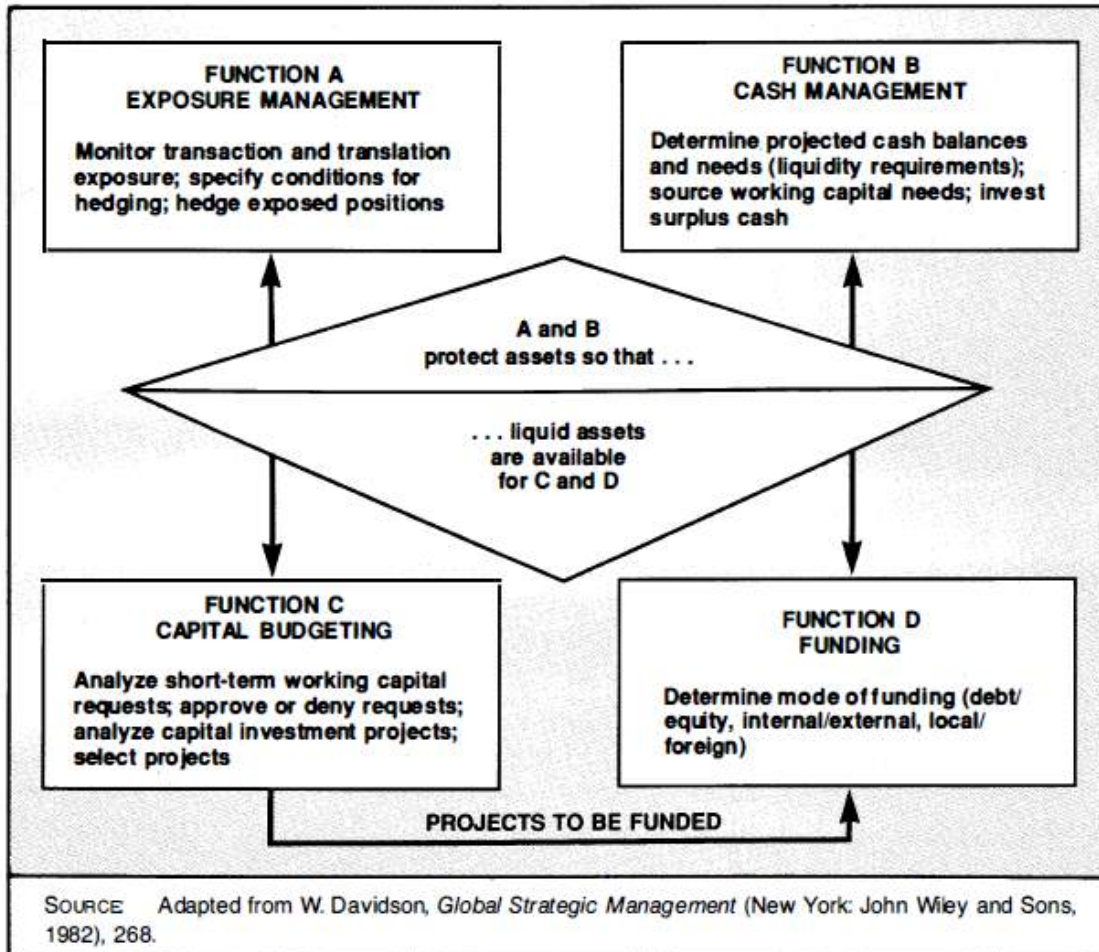 FUNCTION A
EXPOSURE MANAGEMENT
Monitor transaction and translation
exposure; specify conditions for
hedging; hedge exposed positions
FUNCTION B
CASH MANAGEMENT
Determine projected cash balances
and needs (liquidity requirements);
source working capital needs; invest
surplus cash
A and B
protect assets so that . . .
. . . liquid assets
are available
for C and D
FUNCTION C
CAPITAL BUDGETING
Analyze short-term working capital
requests; approve or deny requests;
analyze capital investment projects;
select projects
FUNCTION D
FUNDING
Determine mode of funding (debt/
equity, internal/external, local/
foreign)
PROJECTS TO BE FUNDED
SOURCE Adapted from W. Davidson, Global Strategic Management (New York: John Wiley and Sons,
1982), 268.